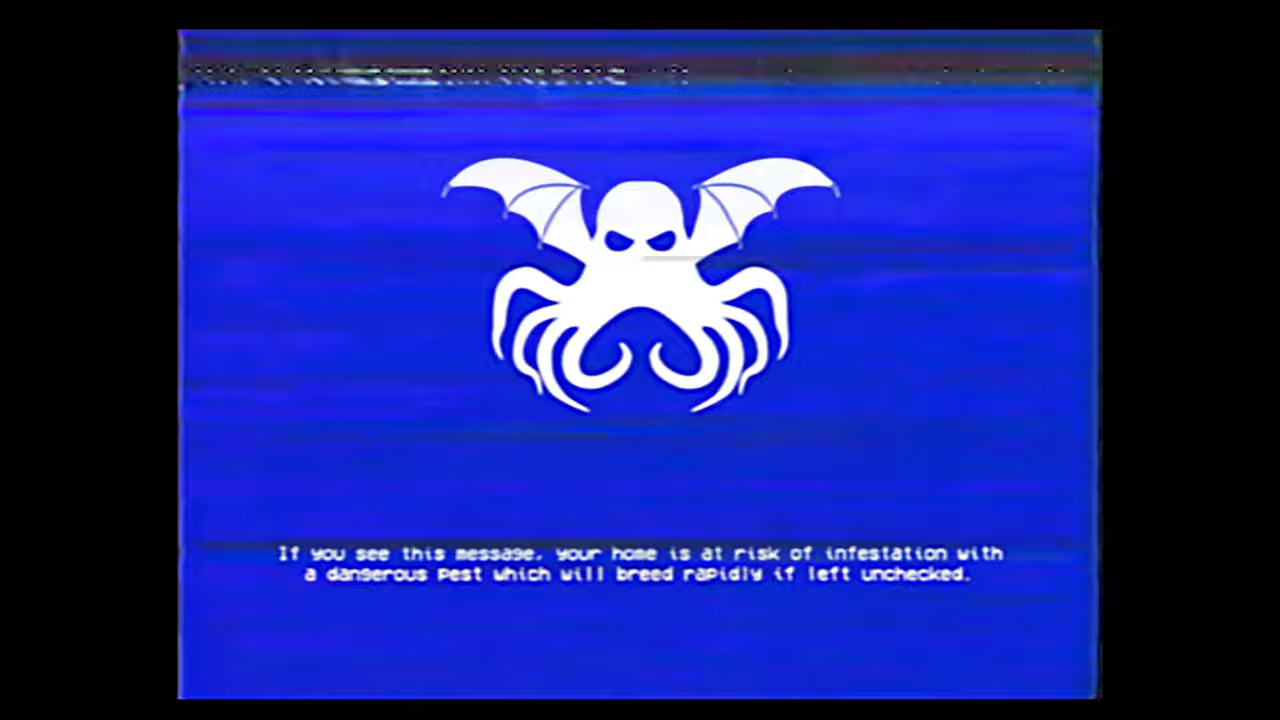 If you see this message, your home is at risk of infestation with
a dangerous pest which will breed rapidly if left unchecked.